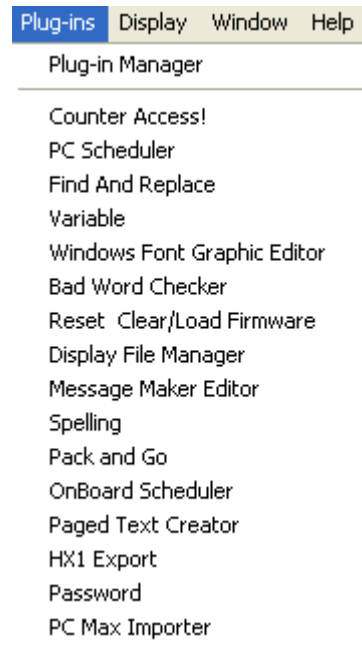 Plug-ins Display Window Help
Plug-in Manager
Counter Access!
PC Scheduler
Find And Replace
Variable
Windows Font Graphic Editor
Bad Word Checker
Reset  Clear/Load Firmware
Display File Manager
Message Maker Editor
Spelling
Pack and Go
OnBoard Scheduler
Paged Text Creator
HX1 Export
Password
PC Max Importer